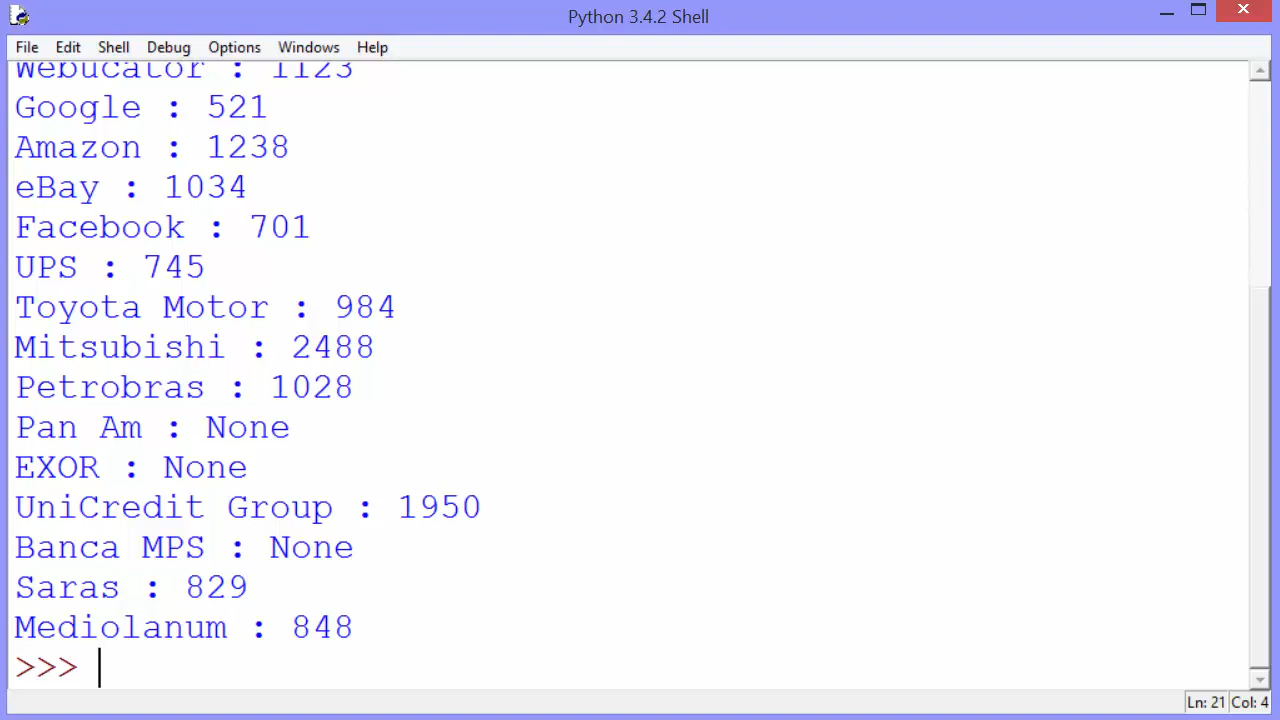 Python 3.4.2 Shell
File Edit Shell Debug Options Windows Help
Webucator : 1123
Google : 521
Amazon : 1238
eBay : 1034
Facebook : 701
UPS : 745
Toyota Motor : 984
Mitsubishi : 2488
Petrobras : 1028
Pan Am : None
EXOR : None
UniCredit Group : 1950
Banca MPS : None
Saras : 829
Mediolanum : 848
>>>
Ln: 21 Col: 4